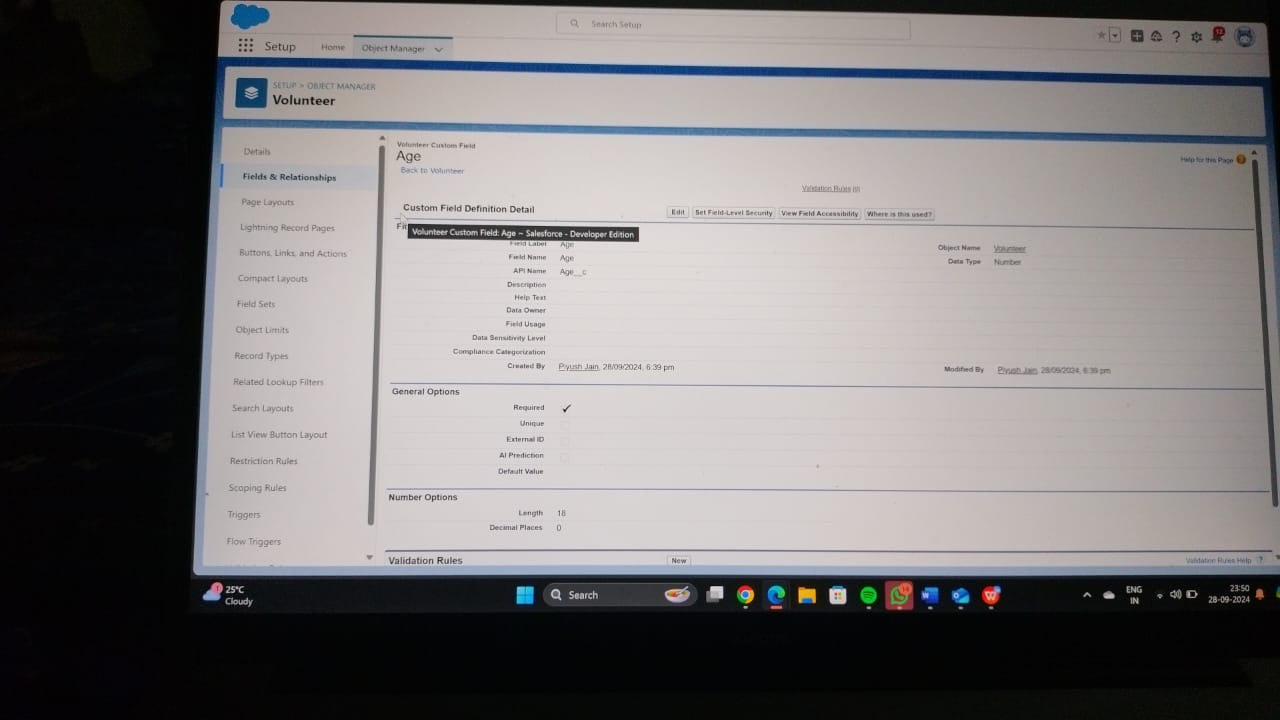 Search Setup
Setup Home Object Manager
SETUP > OBJECT MANAGER
Volunteer
Details
Fields & Relationships
Page Layouts
Lightning Record Pages
Buttons, Links, and Actions
Compact Layouts
Field Sets
Object Limits
Record Types
Related Lookup Filters
Search Layouts
List View Button Layout
Restriction Rules
Scoping Rules
Triggers
Flow Triggers
Volunteer Custom Field
Age
Help for this Page
Back to Volunteer
Validation Rules [0]
Custom Field Definition Detail
Edit Set Field-Level Security View Field Accessibility Where is this used?
Volunteer Custom Field: Age ~ Salesforce - Developer Edition
Field Label Age
Object Name Volunteer
Field Name Age
Data Type Number
API Name Age__c
Description
Help Text
Data Owner
Field Usage
Data Sensitivity Level
Compliance Categorization
Created By Piyush Jain, 28/09/2024, 6:39 pm
Modified By Piyush Jain, 28/09/2024, 6:39 pm
General Options
Required ✓
Unique
External ID
AI Prediction
Default Value
Number Options
Length 18
Decimal Places 0
Validation Rules New
Validation Rules Help ?
25°C
Cloudy
Search
ENG
IN
23:50
28-09-2024